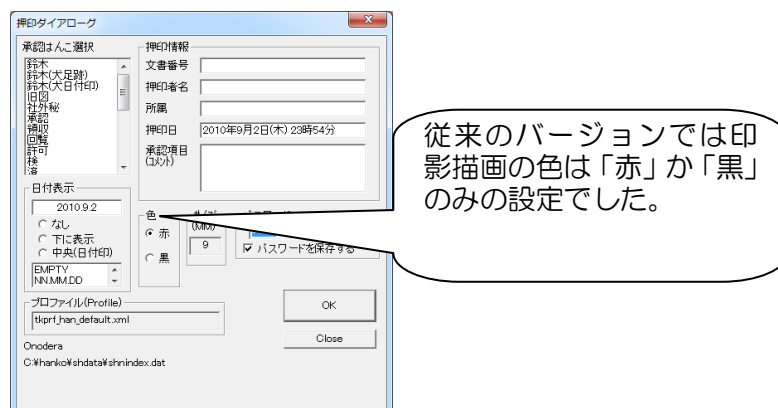 押印ダイアローグ
承認はんこ選択
鈴木
鈴木(犬足跡)
鈴木(犬日付印)
旧図
社外秘
承認
領収
回覧
許可
検
済
押印情報
文書番号
押印者名
所属
押印日
2010年9月2日(木) 23時54分
承認項目
(コメント)
従来のバージョンでは印
影描画の色は「赤」か「黒」
のみの設定でした。
日付表示
2010.9.2
なし
下に表示
中央(日付印)
EMPTY
NN.MM.DD
色
赤
黒
(MM)
9
パスワードを保存する
プロファイル(Profile)
tkprf_han_default.xml
OK
Close
Onodera
C:¥hanko¥shdata¥shnindex.dat